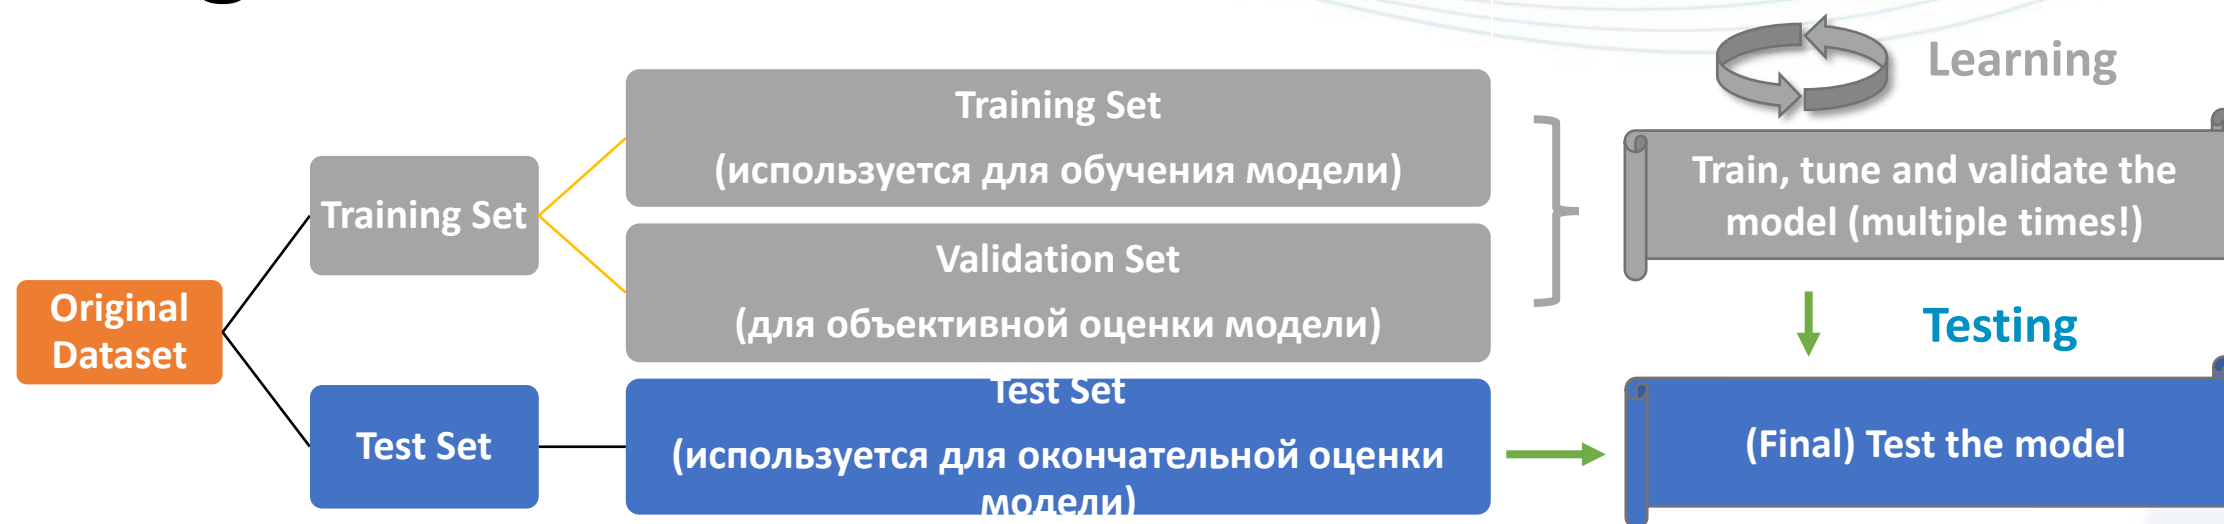 Original
Dataset
Training Set
Test Set
Training Set
(используется для обучения модели)
Validation Set
(для объективной оценки модели)
Test Set
(используется для окончательной оценки
модели)
Learning
Train, tune and validate the
model (multiple times!)
Testing
(Final) Test the model